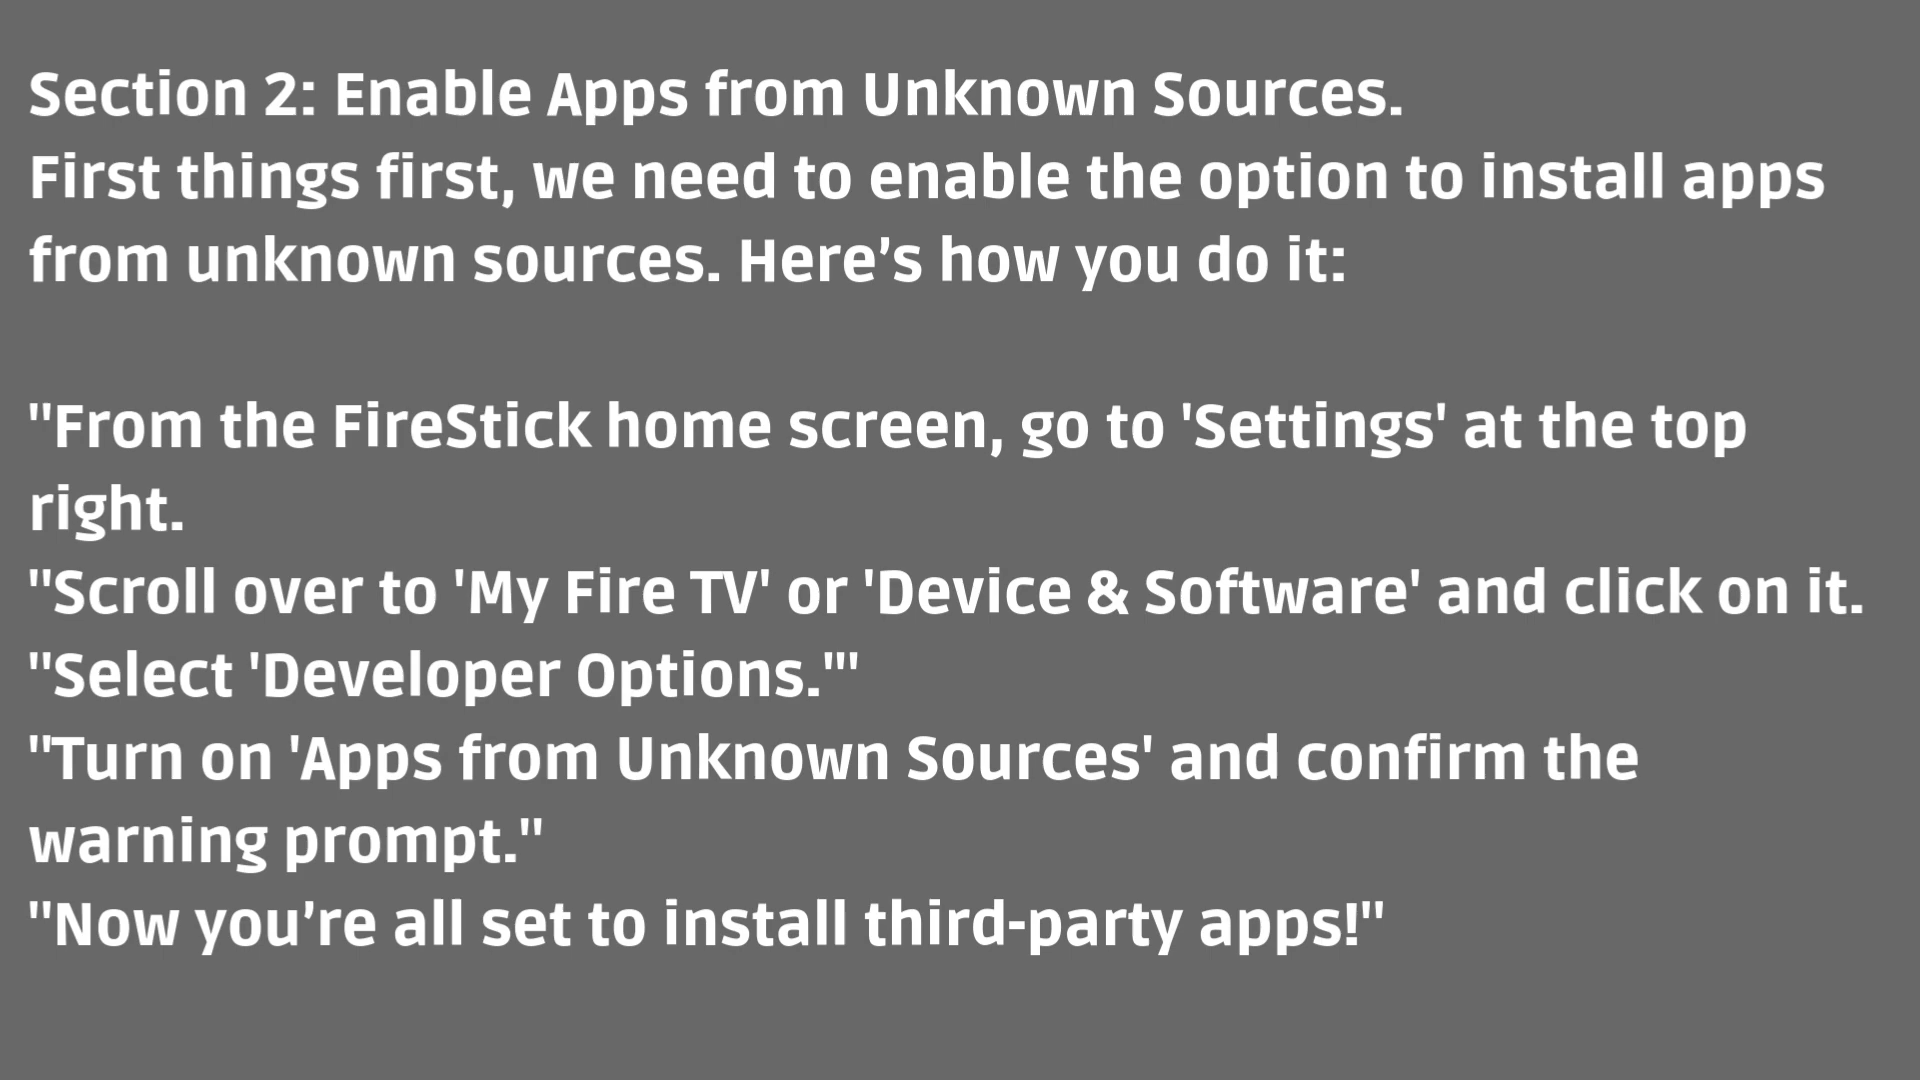 Section 2: Enable Apps from Unknown Sources.
First things first, we need to enable the option to install apps
from unknown sources. Here’s how you do it:
"From the FireStick home screen, go to 'Settings' at the top
right.
"Scroll over to 'My Fire TV' or 'Device & Software' and click on it.
"Select 'Developer Options."'
"Turn on 'Apps from Unknown Sources' and confirm the
warning prompt."
"Now you’re all set to install third-party apps!"